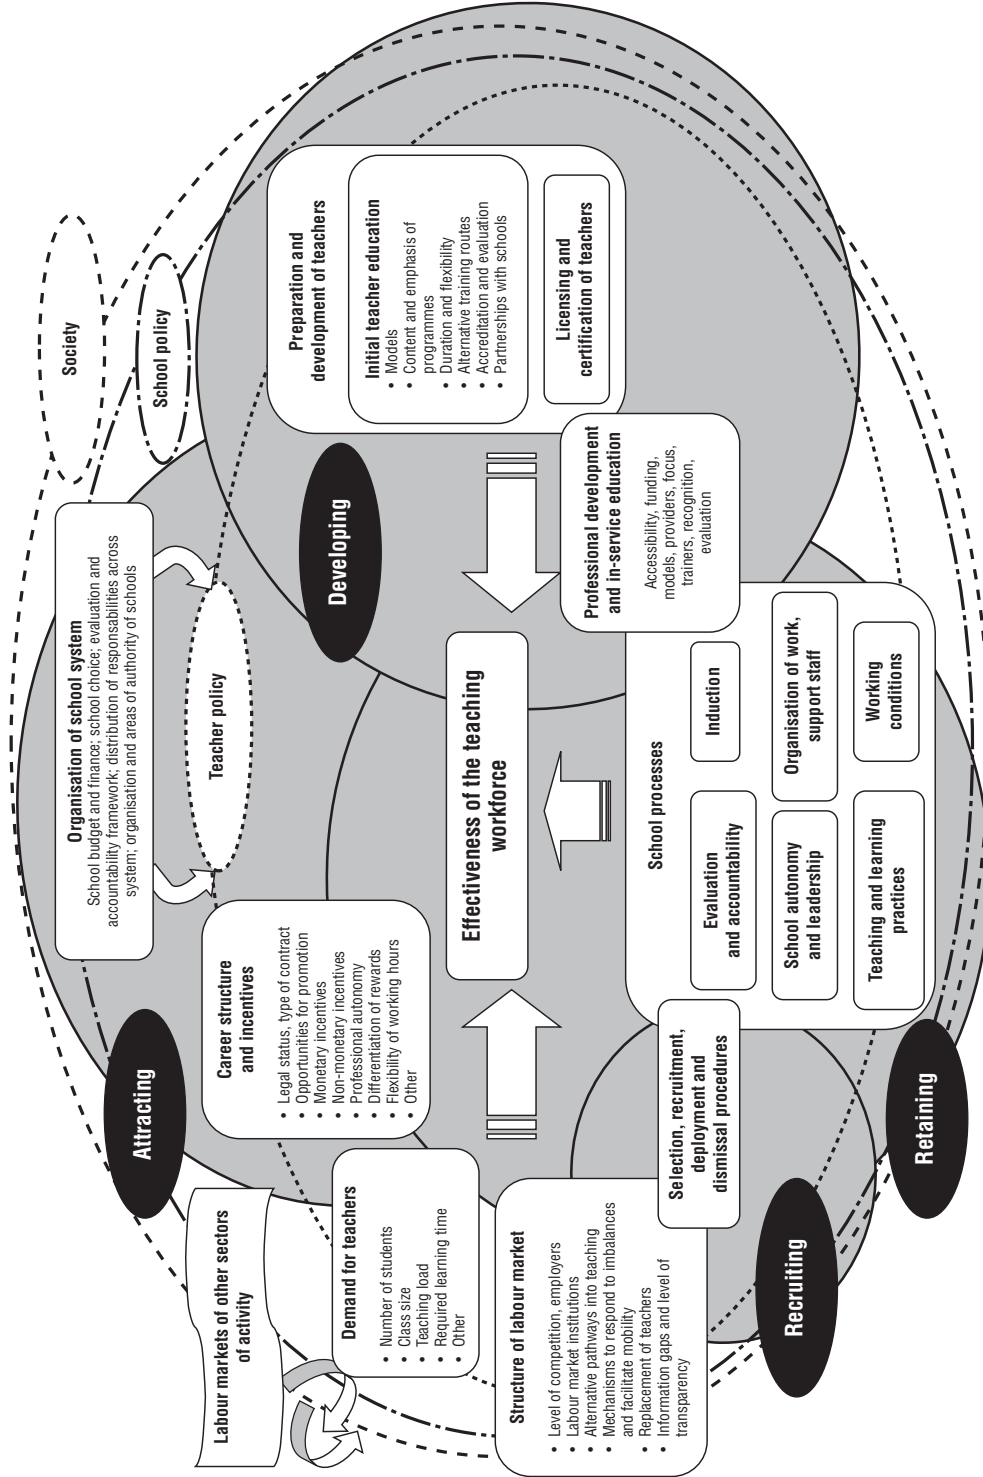 Society
School policy
Organisation of school system
School budget and finance; school choice; evaluation and
accountability framework; distribution of responsabilities across
system; organisation and areas of authority of schools
Teacher policy
Attracting
Developing
Labour markets of other sectors
of activity
Career structure
and incentives
• Legal status, type of contract
• Opportunities for promotion
• Monetary incentives
• Non-monetary incentives
• Professional autonomy
• Differentiation of rewards
• Flexibility of working hours
• Other
Preparation and
development of teachers
Initial teacher education
• Models
• Content and emphasis of
programmes
• Duration and flexibility
• Alternative training routes
• Accreditation and evaluation
• Partnerships with schools
Licensing and
certification of teachers
Demand for teachers
• Number of students
• Class size
• Teaching load
• Required learning time
• Other
Effectiveness of the teaching
workforce
Structure of labour market
• Level of competition, employers
• Labour market institutions
• Alternative pathways into teaching
• Mechanisms to respond to imbalances
and facilitate mobility
• Replacement of teachers
• Information gaps and level of
transparency
Professional development
and in-service education
Accessibility, funding,
models, providers, focus,
trainers, recognition,
evaluation
Selection, recruitment,
deployment and
dismissal procedures
School processes
Evaluation
and accountability
Induction
School autonomy
and leadership
Organisation of work,
support staff
Teaching and learning
practices
Working
conditions
Recruiting
Retaining